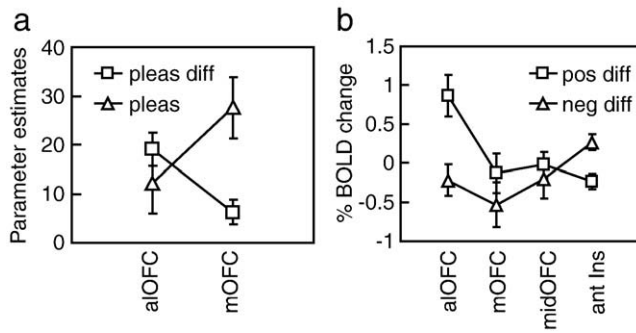 a
Parameter estimates
40
30
20
10
0
pleas diff
pleas
alOFC
mOFC
b
% BOLD change
1.5
1
0.5
0
-0.5
-1
pos diff
neg diff
alOFC
mOFC
midOFC
ant Ins